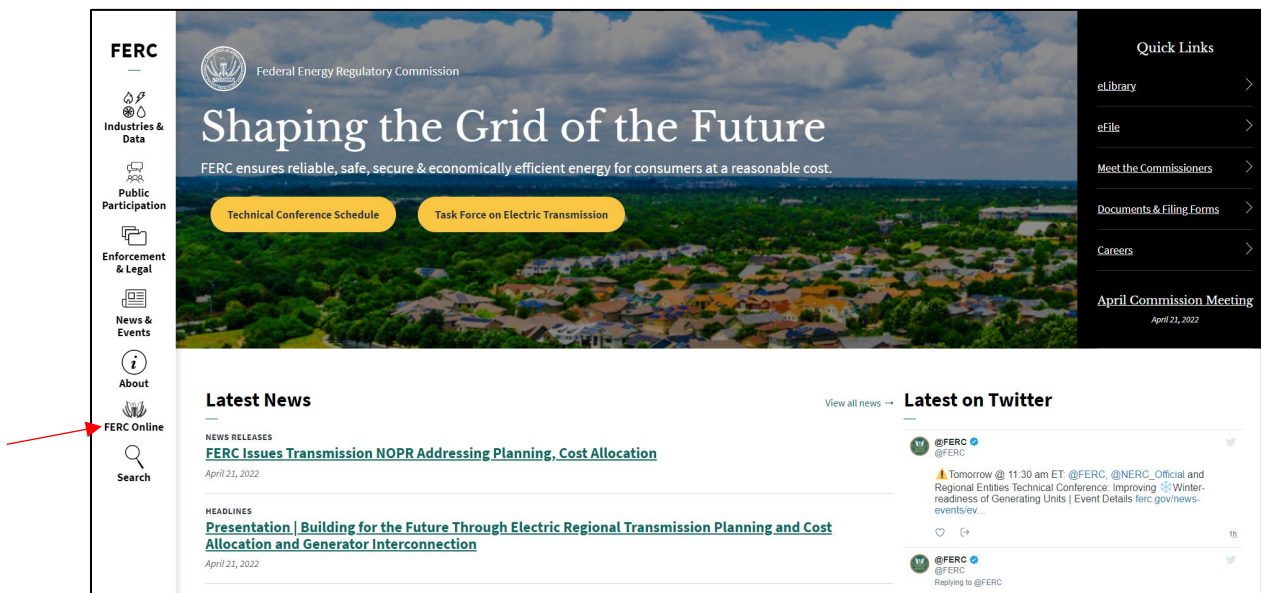 FERC
Industries &
Data
Public
Participation
Enforcement
& Legal
News &
Events
About
FERC Online
Search
Federal Energy Regulatory Commission
Shaping the Grid of the Future
FERC ensures reliable, safe, secure & economically efficient energy for consumers at a reasonable cost.
Technical Conference Schedule
Task Force on Electric Transmission
Quick Links
eLibrary
eFile
Meet the Commissioners
Documents & Filing Forms
Careers
April Commission Meeting
April 21, 2022
Latest News
View all news →
NEWS RELEASES
FERC Issues Transmission NOPR Addressing Planning, Cost Allocation
April 21, 2022
HEADLINES
Presentation | Building for the Future Through Electric Regional Transmission Planning and Cost
Allocation and Generator Interconnection
April 21, 2022
Latest on Twitter
@FERC
@FERC
⚠️Tomorrow @ 11:30 am ET: @FERC, @NERC_Official and
Regional Entities Technical Conference: Improving ❄️Winter-
readiness of Generating Units | Event Details ferc.gov/news-
events/ev…
1h
@FERC
@FERC
Replying to @FERC